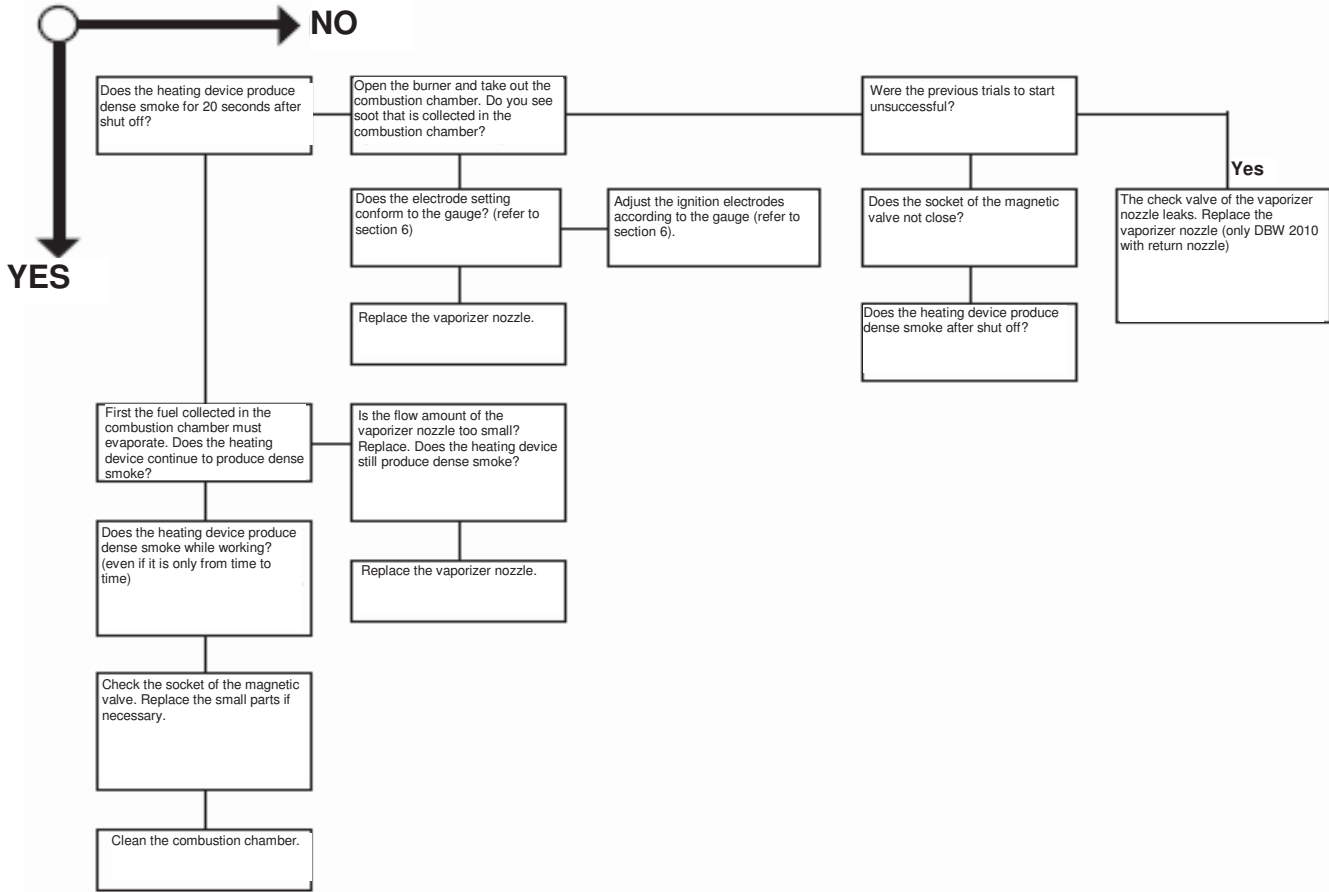 NO
YES
Does the heating device produce
dense smoke for 20 seconds after
shut off?
Open the burner and take out the
combustion chamber. Do you see
soot that is collected in the
combustion chamber?
Were the previous trials to start
unsuccessful?
Yes
Does the electrode setting
conform to the gauge? (refer to
section 6)
Adjust the ignition electrodes
according to the gauge (refer to
section 6).
Does the socket of the magnetic
valve not close?
The check valve of the vaporizer
nozzle leaks. Replace the
vaporizer nozzle (only DBW 2010
with return nozzle)
Replace the vaporizer nozzle.
Does the heating device produce
dense smoke after shut off?
First the fuel collected in the
combustion chamber must
evaporate. Does the heating
device continue to produce dense
smoke?
Is the flow amount of the
vaporizer nozzle too small?
Replace. Does the heating device
still produce dense smoke?
Does the heating device produce
dense smoke while working?
(even if it is only from time to
time)
Replace the vaporizer nozzle.
Check the socket of the magnetic
valve. Replace the small parts if
necessary.
Clean the combustion chamber.